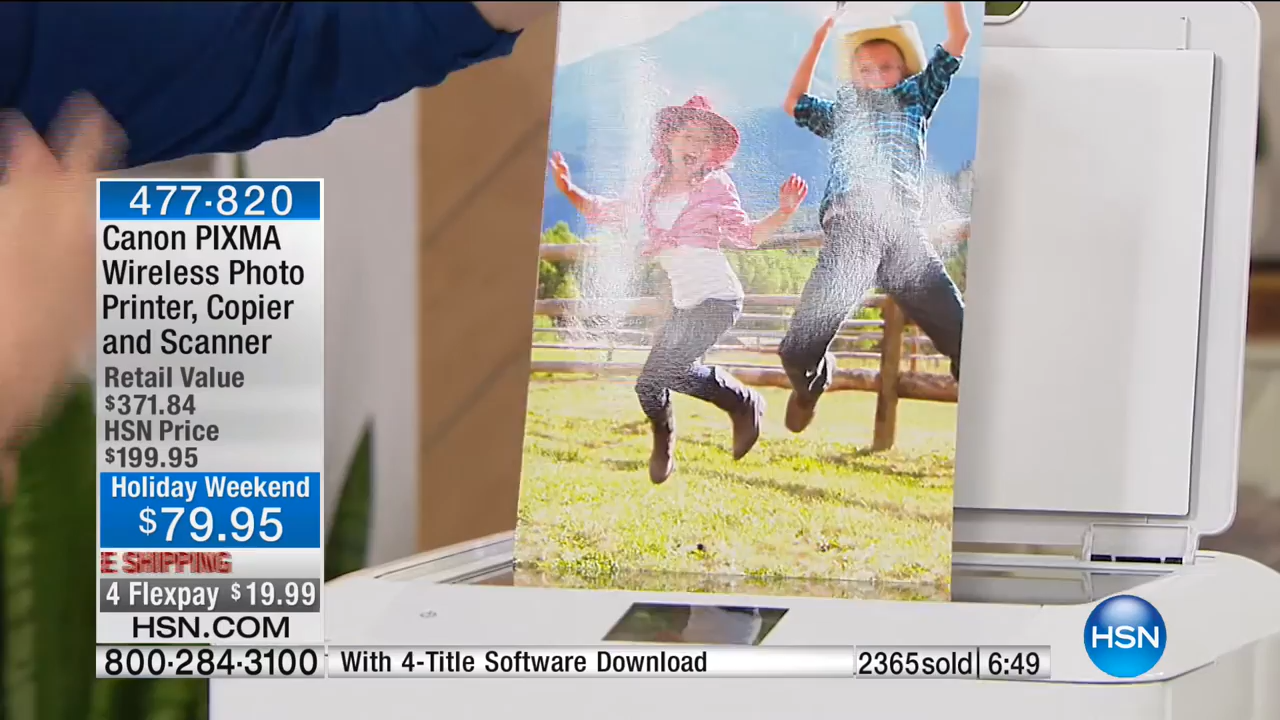 477-820
Canon PIXMA
Wireless Photo
Printer, Copier
and Scanner
Retail Value
$371.84
HSN Price
$199.95
Holiday Weekend
$79.95
E SHIPPING
4 Flexpay $19.99
HSN.COM
800-284-3100 With 4-Title Software Download 2365sold 6:49
HSN